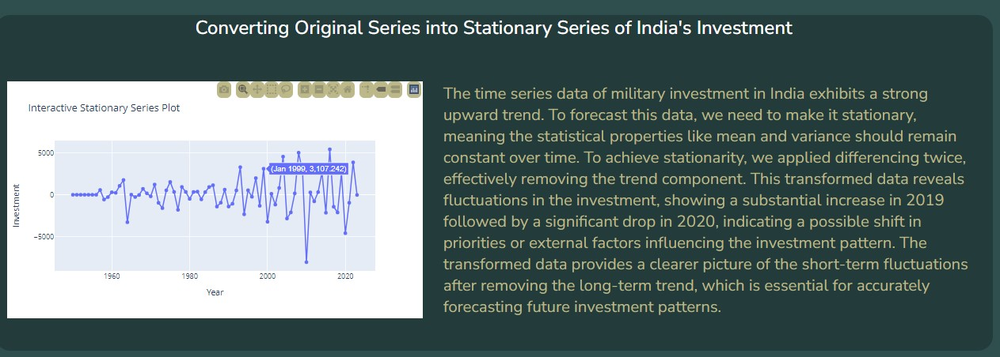 Converting Original Series into Stationary Series of India's Investment
Interactive Stationary Series Plot
5000
0
−5000
(Jan 1999, 3,107.242)
Investment
1960
1980
2000
2020
Year
The time series data of military investment in India exhibits a strong
upward trend. To forecast this data, we need to make it stationary,
meaning the statistical properties like mean and variance should remain
constant over time. To achieve stationarity, we applied differencing twice,
effectively removing the trend component. This transformed data reveals
fluctuations in the investment, showing a substantial increase in 2019
followed by a significant drop in 2020, indicating a possible shift in
priorities or external factors influencing the investment pattern. The
transformed data provides a clearer picture of the short-term fluctuations
after removing the long-term trend, which is essential for accurately
forecasting future investment patterns.